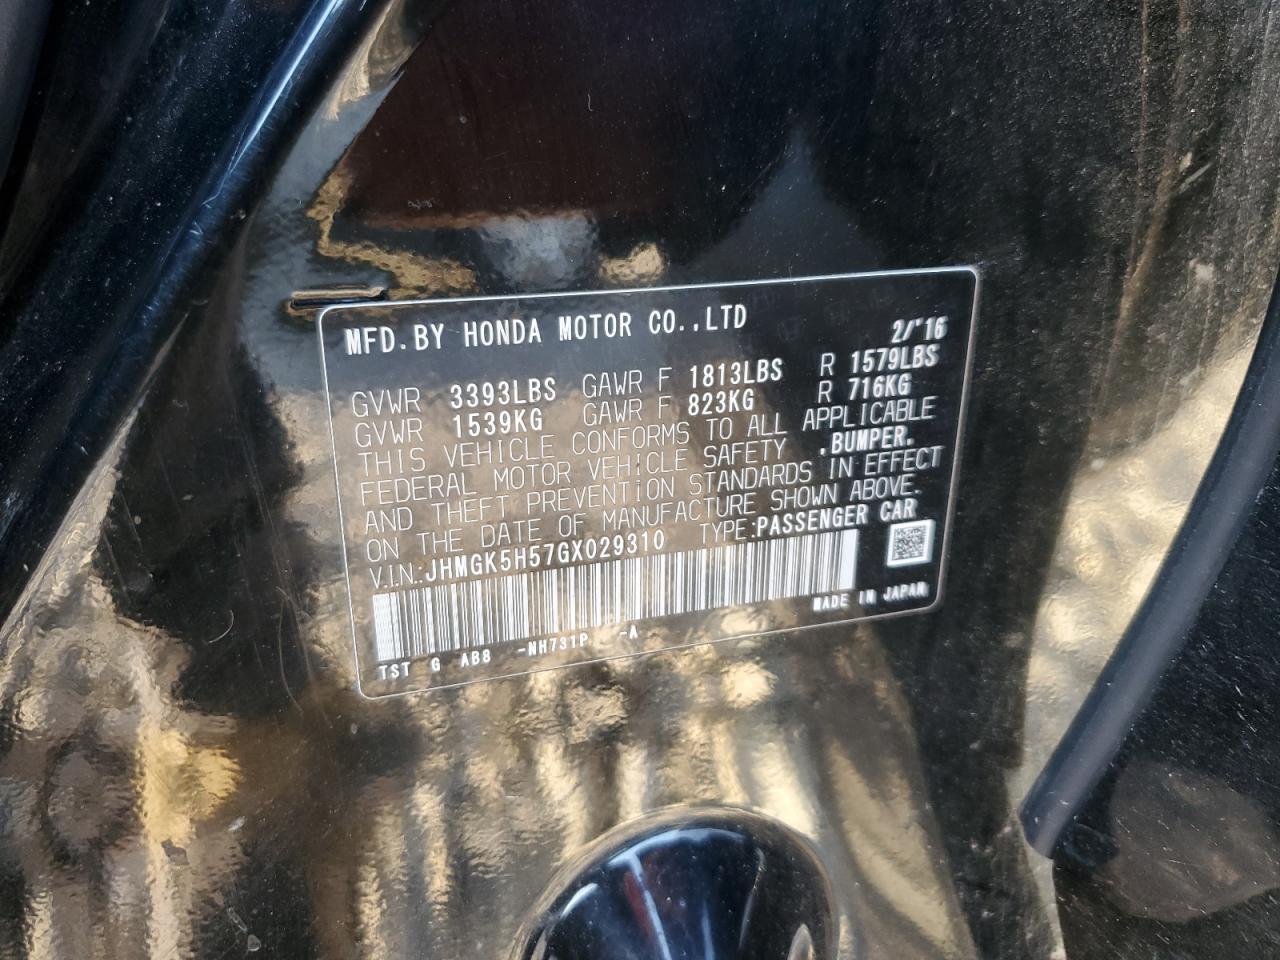 MFD. BY HONDA MOTOR CO.,LTD 2/'16
GVWR 3393LBS GAWR F 1813LBS R 1579LBS
GVWR 1539KG GAWR F 823KG R 716KG
THIS VEHICLE CONFORMS TO ALL APPLICABLE
FEDERAL MOTOR VEHICLE SAFETY .BUMPER.
AND THEFT PREVENTION STANDARDS IN EFFECT
ON THE DATE OF MANUFACTURE SHOWN ABOVE.
V.I.N.:JHMGK5H57GX029310 TYPE:PASSENGER CAR
MADE IN JAPAN
TST G AB8 -NH731P -A